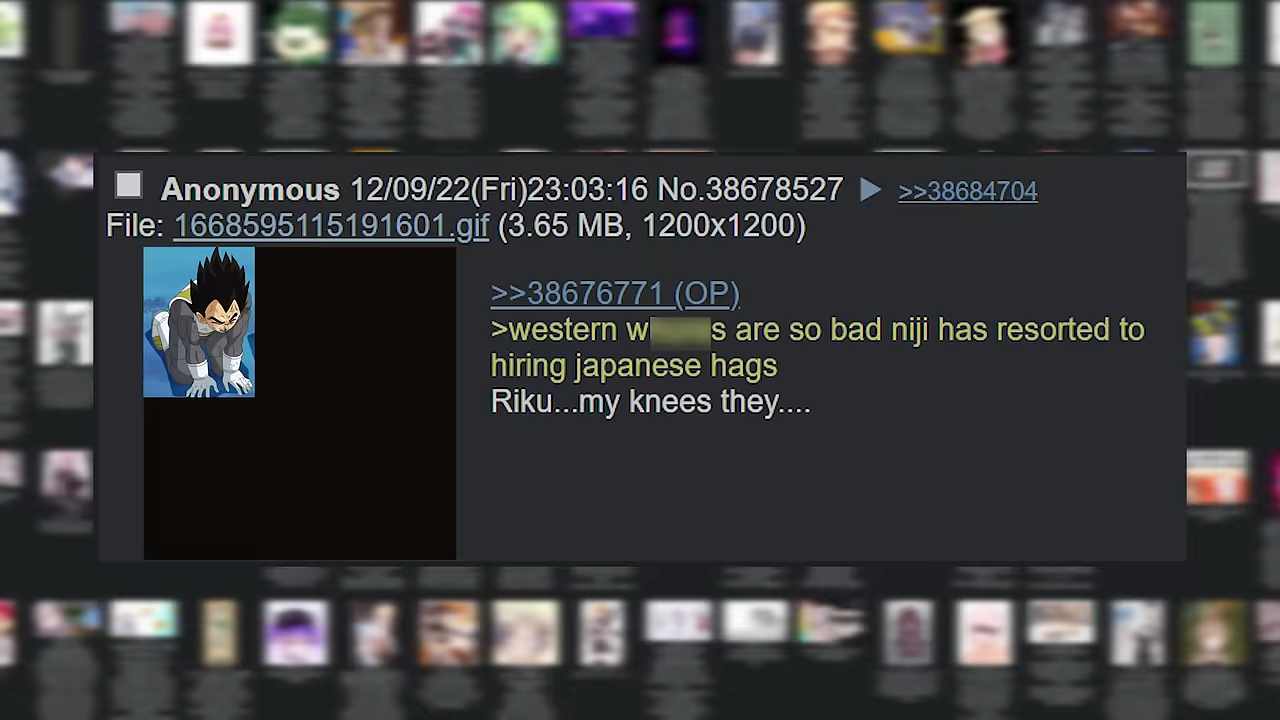 Anonymous 12/09/22(Fri)23:03:16 No.38678527 ▶ >>38684704
File: 1668595115191601.gif (3.65 MB, 1200x1200)
>>38676771 (OP)
>western w s are so bad niji has resorted to
hiring japanese hags
Riku...my knees they....